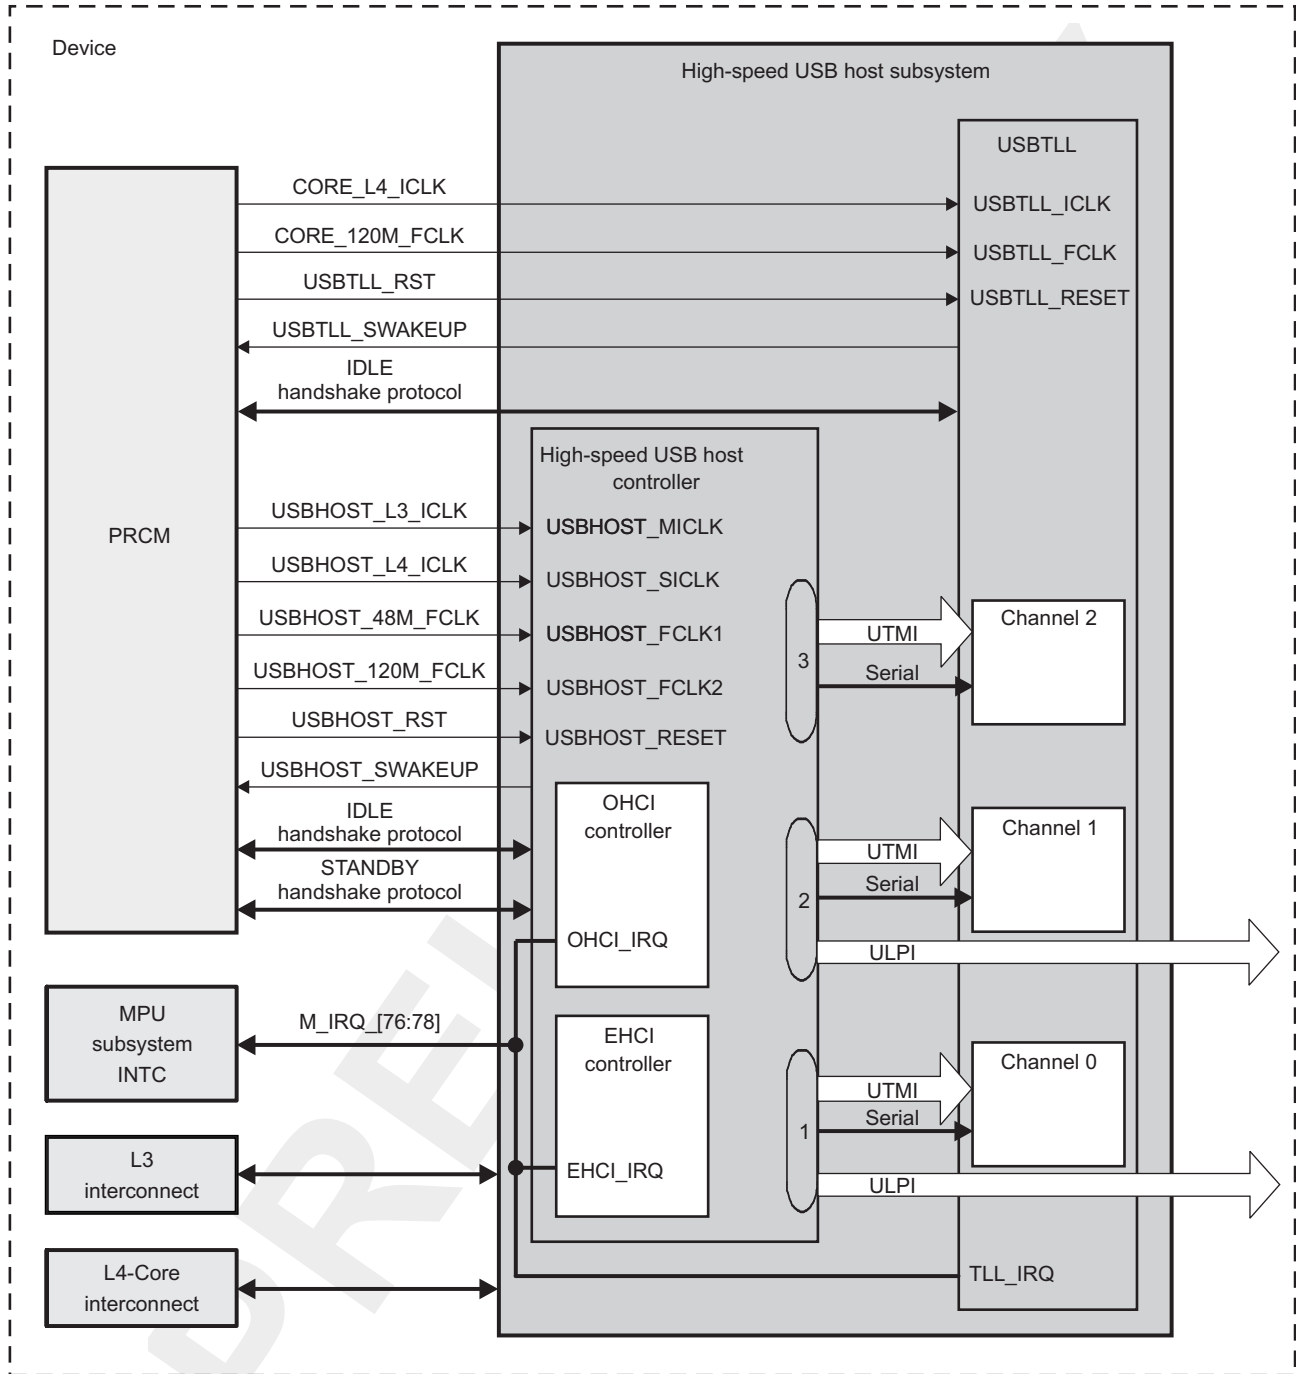 Device
High-speed USB host subsystem
USBTLL
CORE_L4_ICLK
USBTLL_ICLK
CORE_120M_FCLK
USBTLL_FCLK
USBTLL_RST
USBTLL_RESET
USBTLL_SWAKEUP
IDLE
handshake protocol
High-speed USB host
controller
PRCM
USBHOST_L3_ICLK
USBHOST_MICLK
USBHOST_L4_ICLK
USBHOST_SICLK
USBHOST_48M_FCLK
USBHOST_FCLK1
USBHOST_120M_FCLK
USBHOST_FCLK2
USBHOST_RST
USBHOST_RESET
USBHOST_SWAKEUP
IDLE
handshake protocol
STANDBY
handshake protocol
3
UTMI
Serial
Channel 2
OHCI
controller
OHCI_IRQ
2
UTMI
Serial
ULPI
Channel 1
MPU
subsystem
INTC
M_IRQ_[76:78]
EHCI
controller
EHCI_IRQ
1
UTMI
Serial
ULPI
Channel 0
L3
interconnect
L4-Core
interconnect
TLL_IRQ